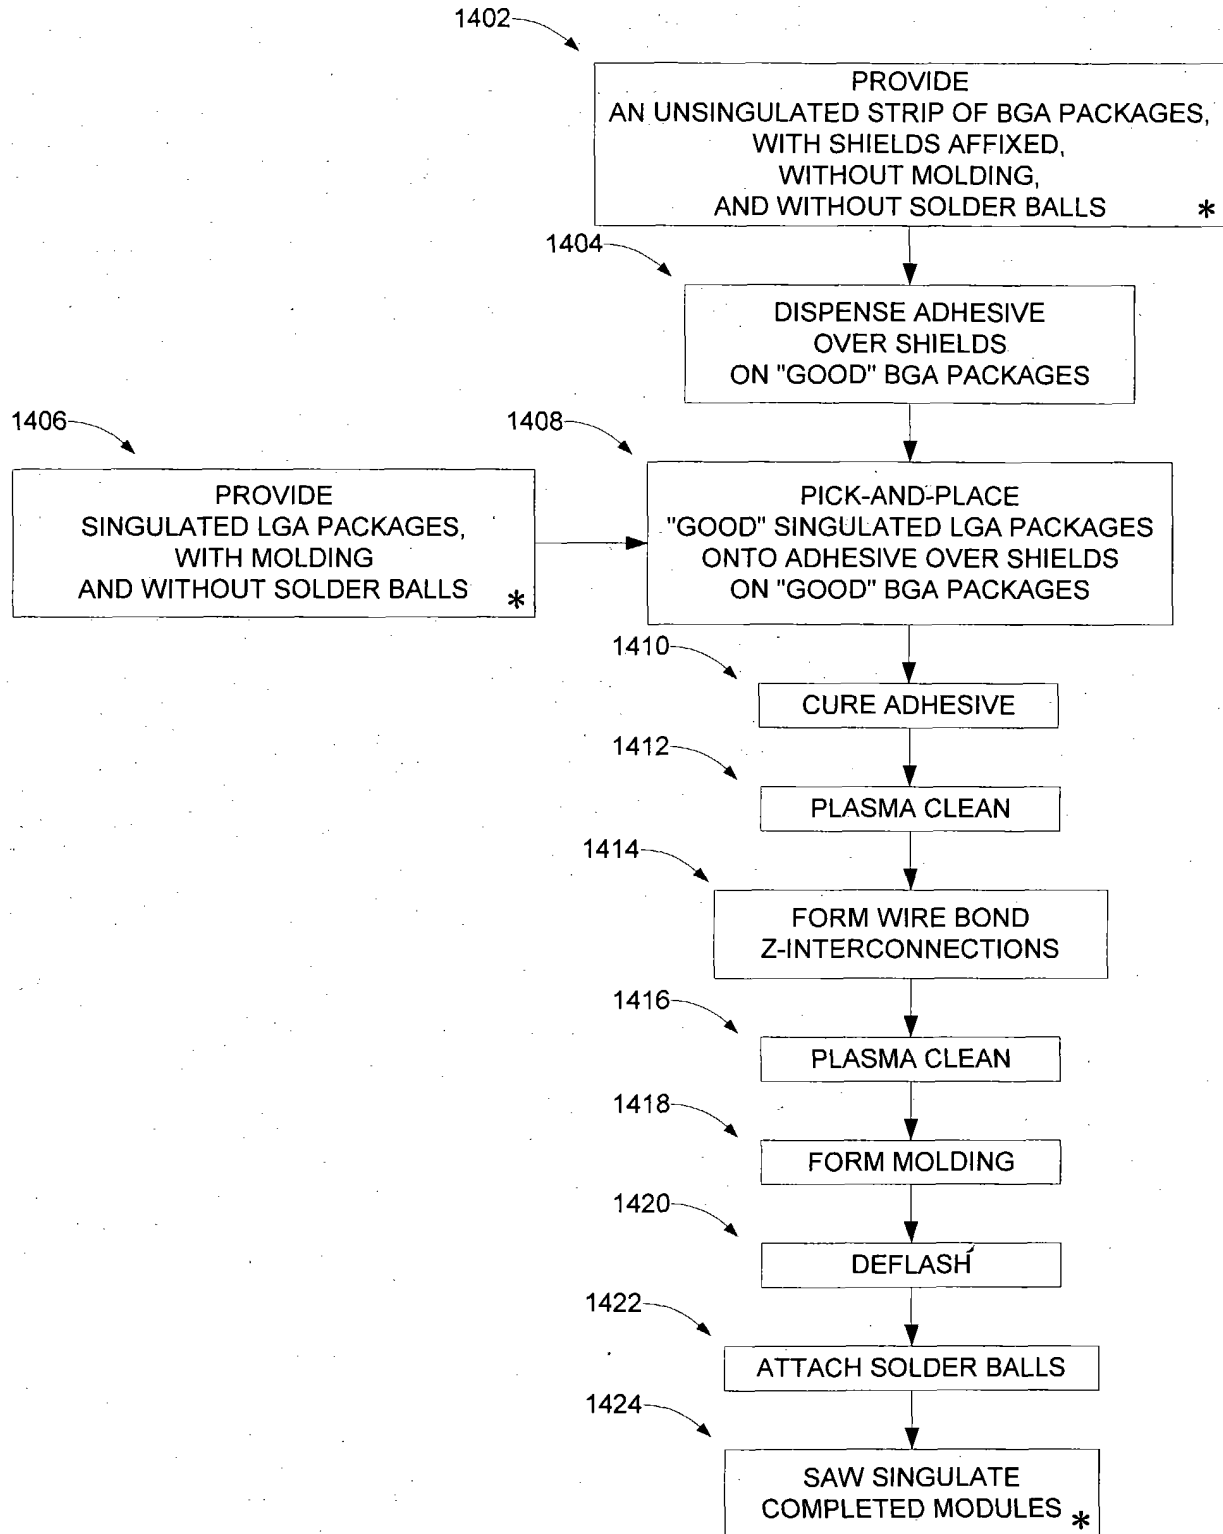 1402
PROVIDE
AN UNSINGULATED STRIP OF BGA PACKAGES,
WITH SHIELDS AFFIXED,
WITHOUT MOLDING,
AND WITHOUT SOLDER BALLS *
1404
DISPENSE ADHESIVE
OVER SHIELDS
ON "GOOD" BGA PACKAGES
1406
PROVIDE
SINGULATED LGA PACKAGES,
WITH MOLDING
AND WITHOUT SOLDER BALLS *
1408
PICK-AND-PLACE
"GOOD" SINGULATED LGA PACKAGES
ONTO ADHESIVE OVER SHIELDS
ON "GOOD" BGA PACKAGES
1410
CURE ADHESIVE
1412
PLASMA CLEAN
1414
FORM WIRE BOND
Z-INTERCONNECTIONS
1416
PLASMA CLEAN
1418
FORM MOLDING
1420
DEFLASH
1422
ATTACH SOLDER BALLS
1424
SAW SINGULATE
COMPLETED MODULES *